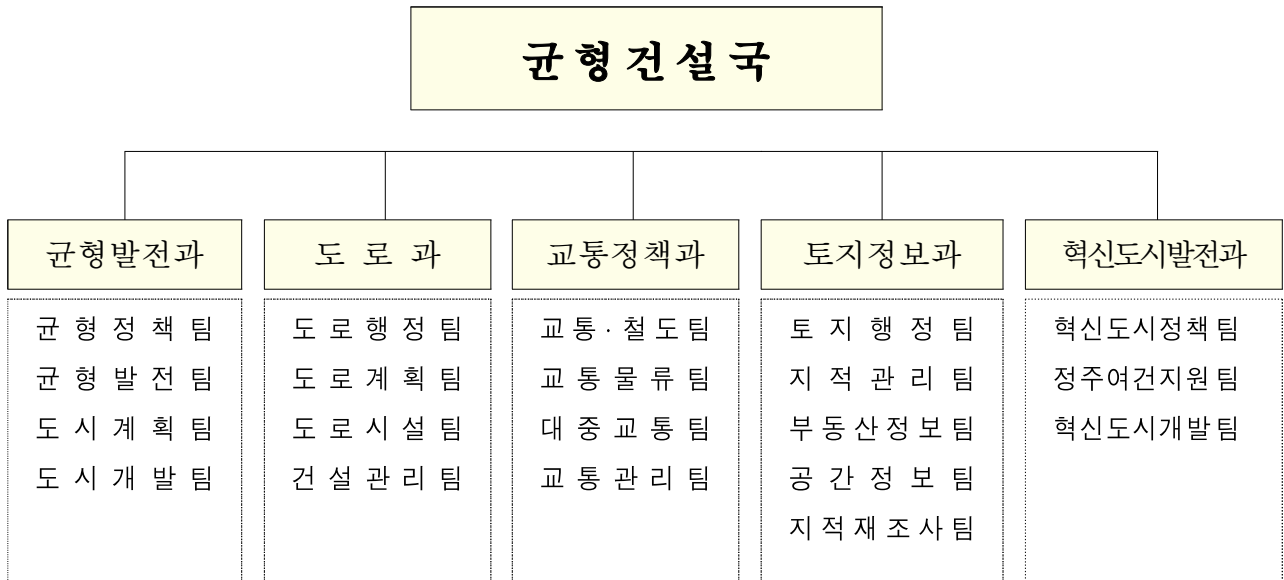 균형건설국
균형발전과
균형정책팀
균형발전팀
도시계획팀
도시개발팀
도로과
도로행정팀
도로계획팀
도로시설팀
건설관리팀
교통정책과
교통·철도팀
교통물류팀
대중교통팀
교통관리팀
토지정보과
토지행정팀
지적관리팀
부동산정보팀
공간정보팀
지적재조사팀
혁신도시발전과
혁신도시정책팀
정주여건지원팀
혁신도시개발팀